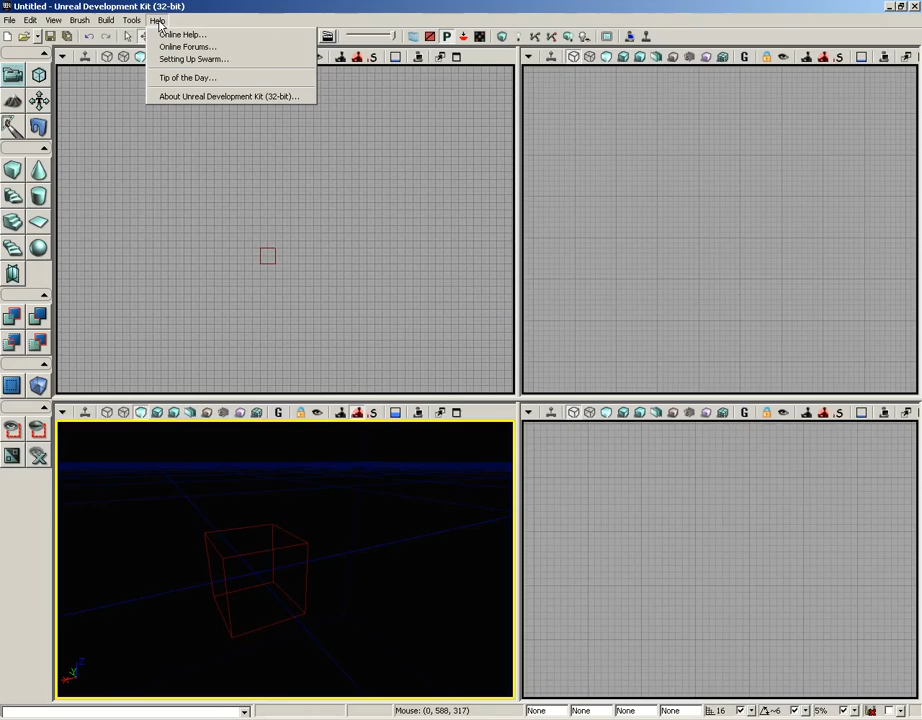 Untitled - Unreal Development Kit (32-bit)
File Edit View Brush Build Tools Help
Online Help...
Online Forums...
Setting Up Swarm...
Tip of the Day...
About Unreal Development Kit (32-bit)...
P
S
G S
G S
G S
Z
Y
X
Mouse: (0, 588, 317) None None None None 16 ~6 5%